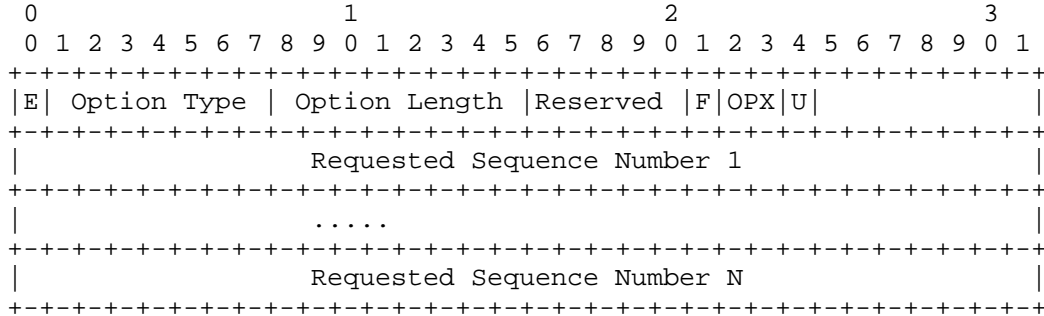 0                   1                   2                   3
 0 1 2 3 4 5 6 7 8 9 0 1 2 3 4 5 6 7 8 9 0 1 2 3 4 5 6 7 8 9 0 1
+-+-+-+-+-+-+-+-+-+-+-+-+-+-+-+-+-+-+-+-+-+-+-+-+-+-+-+-+-+-+-+-+
|E| Option Type | Option Length |Reserved |F|OPX|U|             |
+-+-+-+-+-+-+-+-+-+-+-+-+-+-+-+-+-+-+-+-+-+-+-+-+-+-+-+-+-+-+-+-+
|                  Requested Sequence Number 1                  |
+-+-+-+-+-+-+-+-+-+-+-+-+-+-+-+-+-+-+-+-+-+-+-+-+-+-+-+-+-+-+-+-+
|                  .....                                        |
+-+-+-+-+-+-+-+-+-+-+-+-+-+-+-+-+-+-+-+-+-+-+-+-+-+-+-+-+-+-+-+-+
|                  Requested Sequence Number N                  |
+-+-+-+-+-+-+-+-+-+-+-+-+-+-+-+-+-+-+-+-+-+-+-+-+-+-+-+-+-+-+-+-+